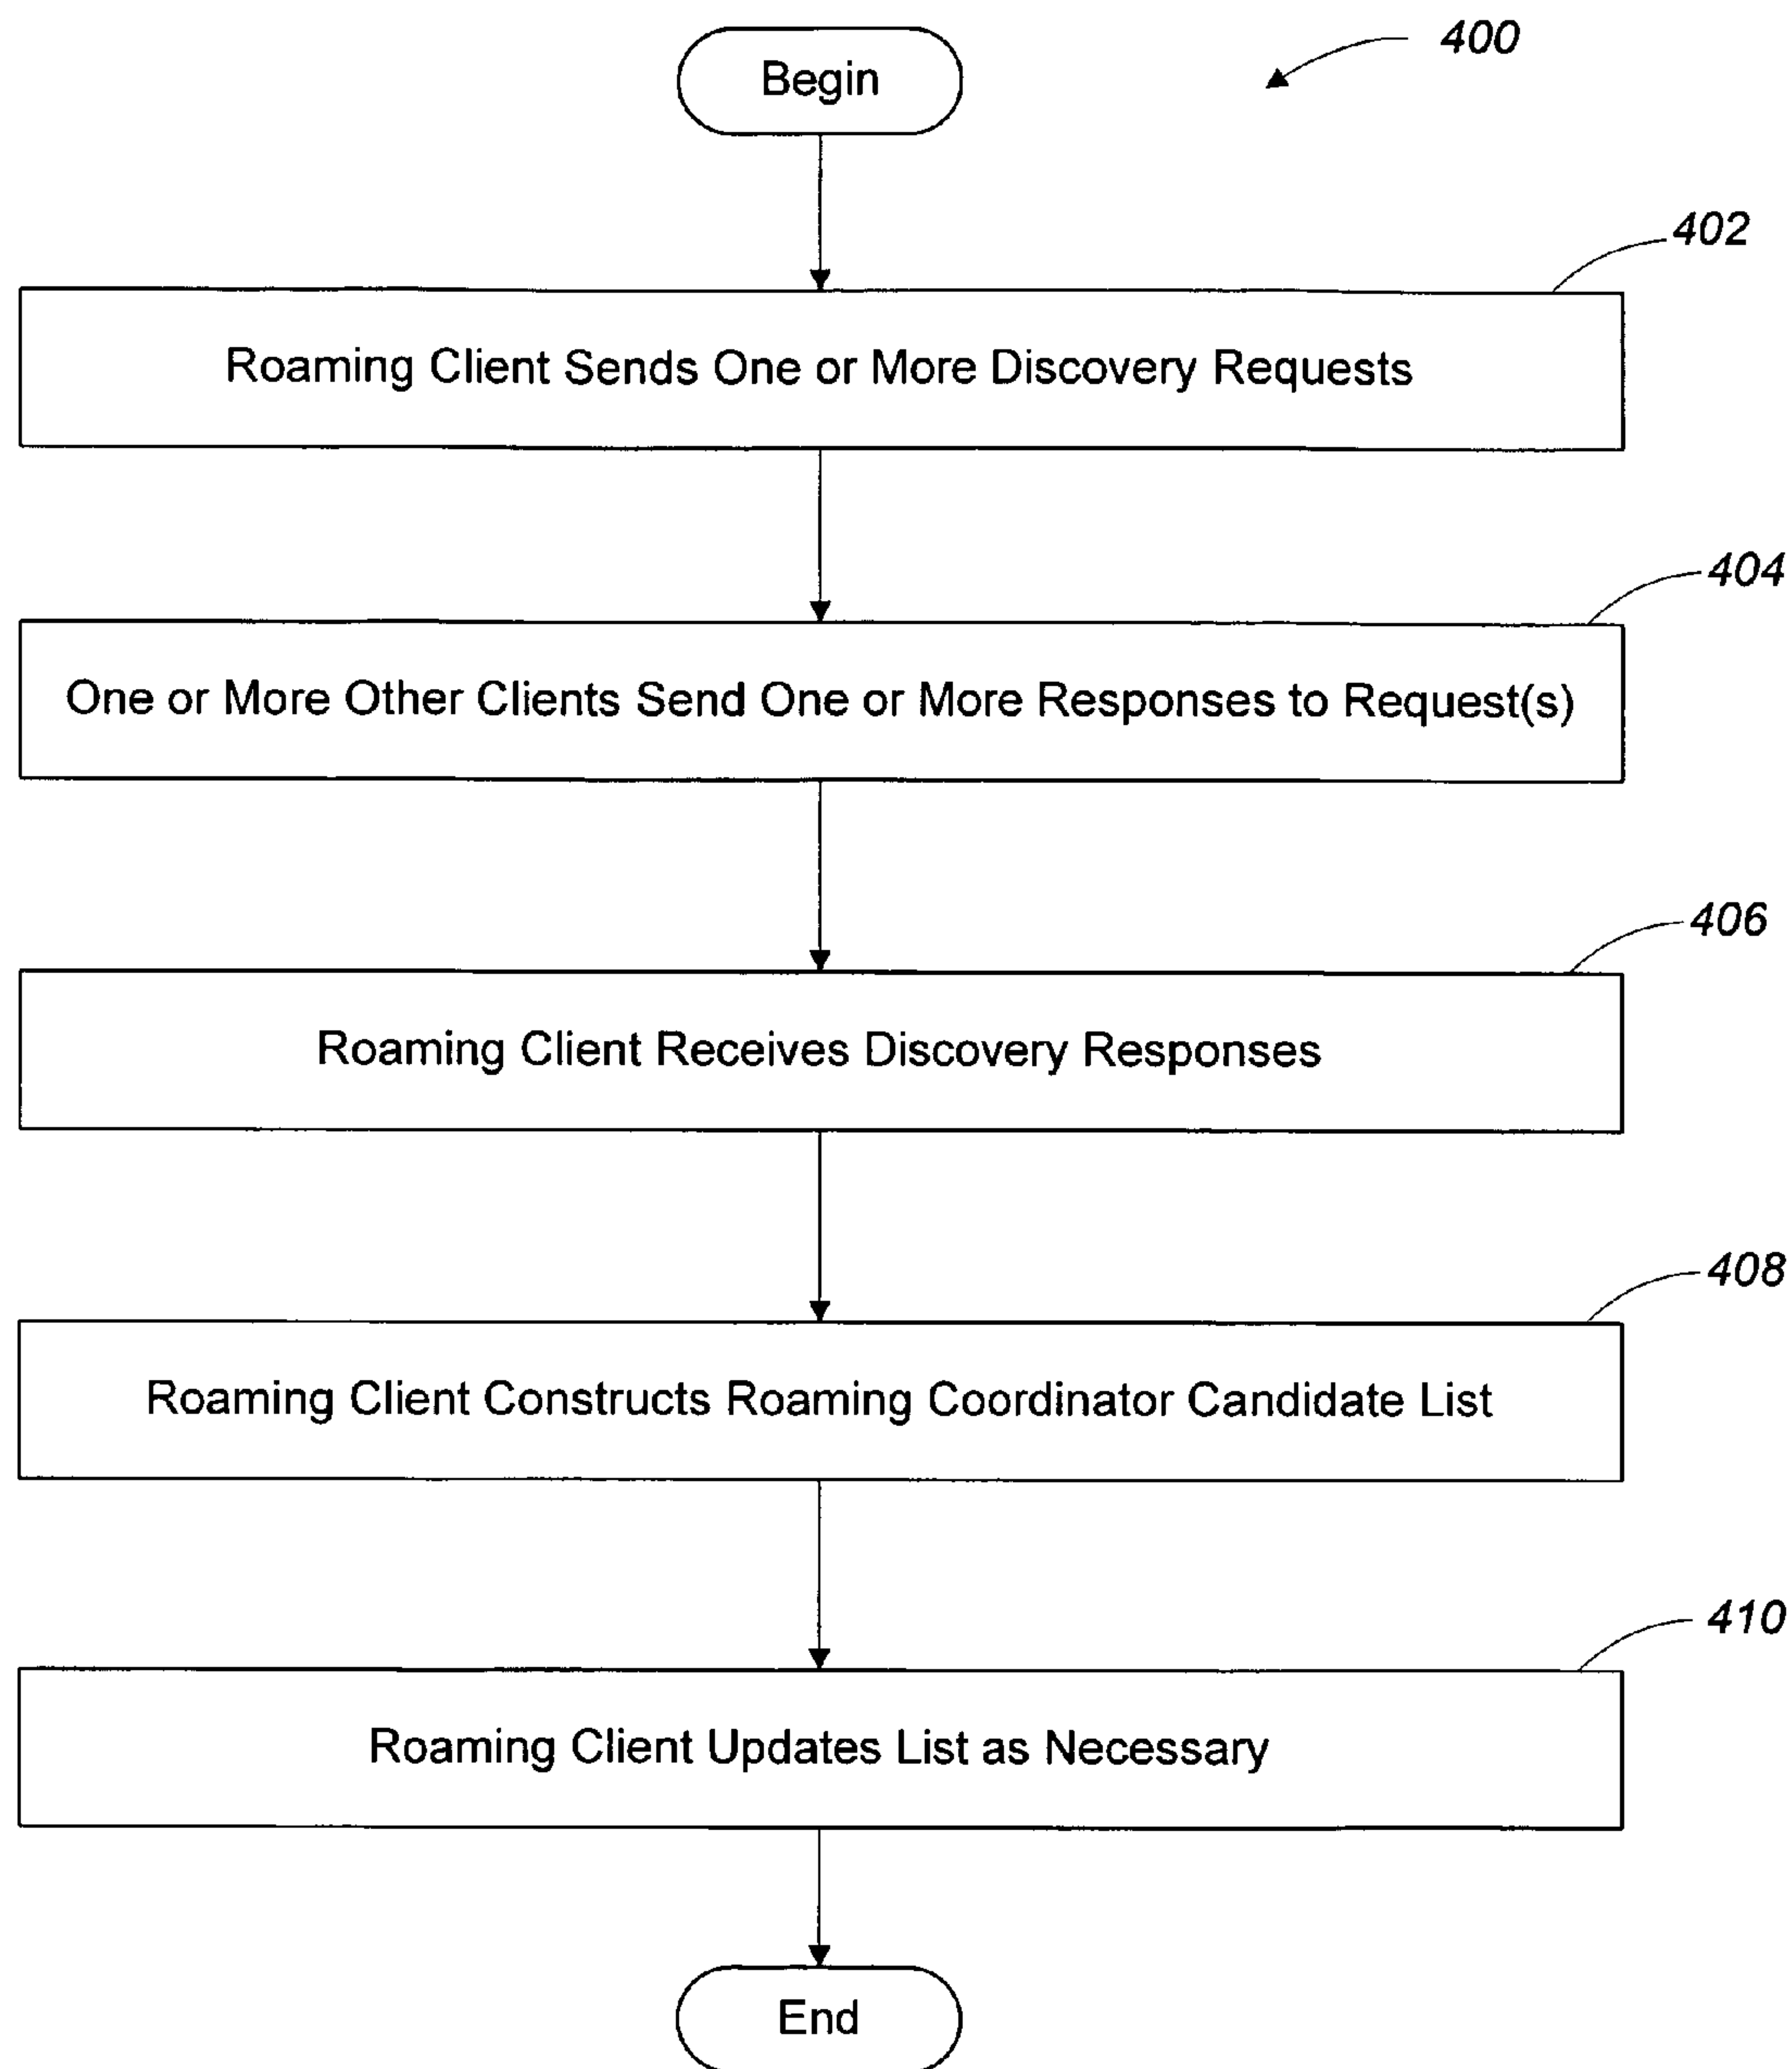 400
Begin
402
Roaming Client Sends One or More Discovery Requests
404
One or More Other Clients Send One or More Responses to Request(s)
406
Roaming Client Receives Discovery Responses
408
Roaming Client Constructs Roaming Coordinator Candidate List
410
Roaming Client Updates List as Necessary
End